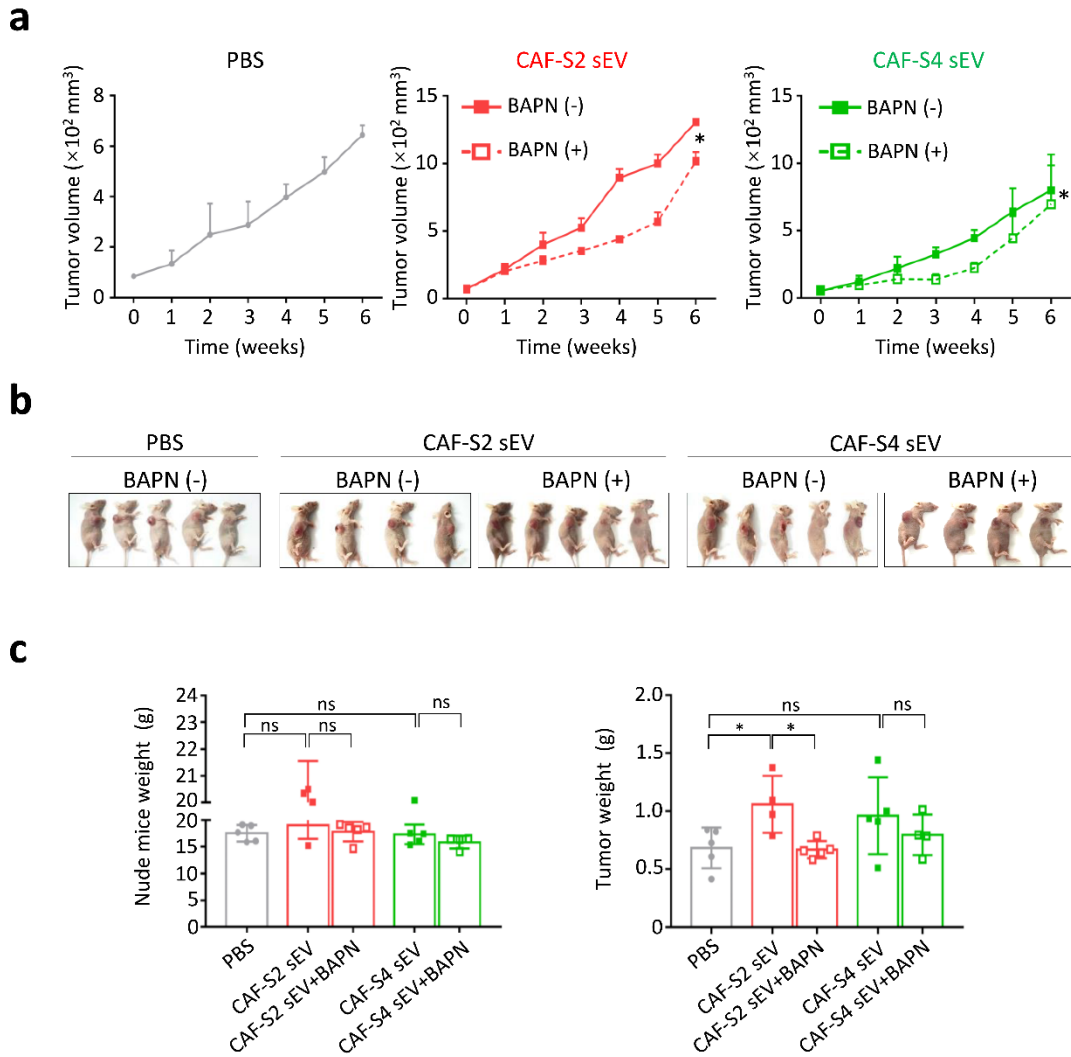 a
PBS
CAF-S2 sEV
CAF-S4 sEV
Tumor volume (×10² mm³)
8
6
4
2
0
0 1 2 3 4 5 6
Time (weeks)
Tumor volume (×10² mm³)
15
10
5
0
BAPN (-)
BAPN (+)
*
0 1 2 3 4 5 6
Time (weeks)
Tumor volume (×10² mm³)
15
10
5
0
BAPN (-)
BAPN (+)
*
0 1 2 3 4 5 6
Time (weeks)
b
PBS
CAF-S2 sEV
CAF-S4 sEV
BAPN (-)
BAPN (-)
BAPN (+)
BAPN (-)
BAPN (+)
c
Nude mice weight (g)
24
23
22
21
20
20
15
10
5
0
ns
ns
ns
ns
PBS
CAF-S2 sEV
CAF-S2 sEV+BAPN
CAF-S4 sEV
CAF-S4 sEV+BAPN
Tumor weight (g)
2.0
1.5
1.0
0.5
0
ns
ns
*
*
PBS
CAF-S2 sEV
CAF-S2 sEV+BAPN
CAF-S4 sEV
CAF-S4 sEV+BAPN